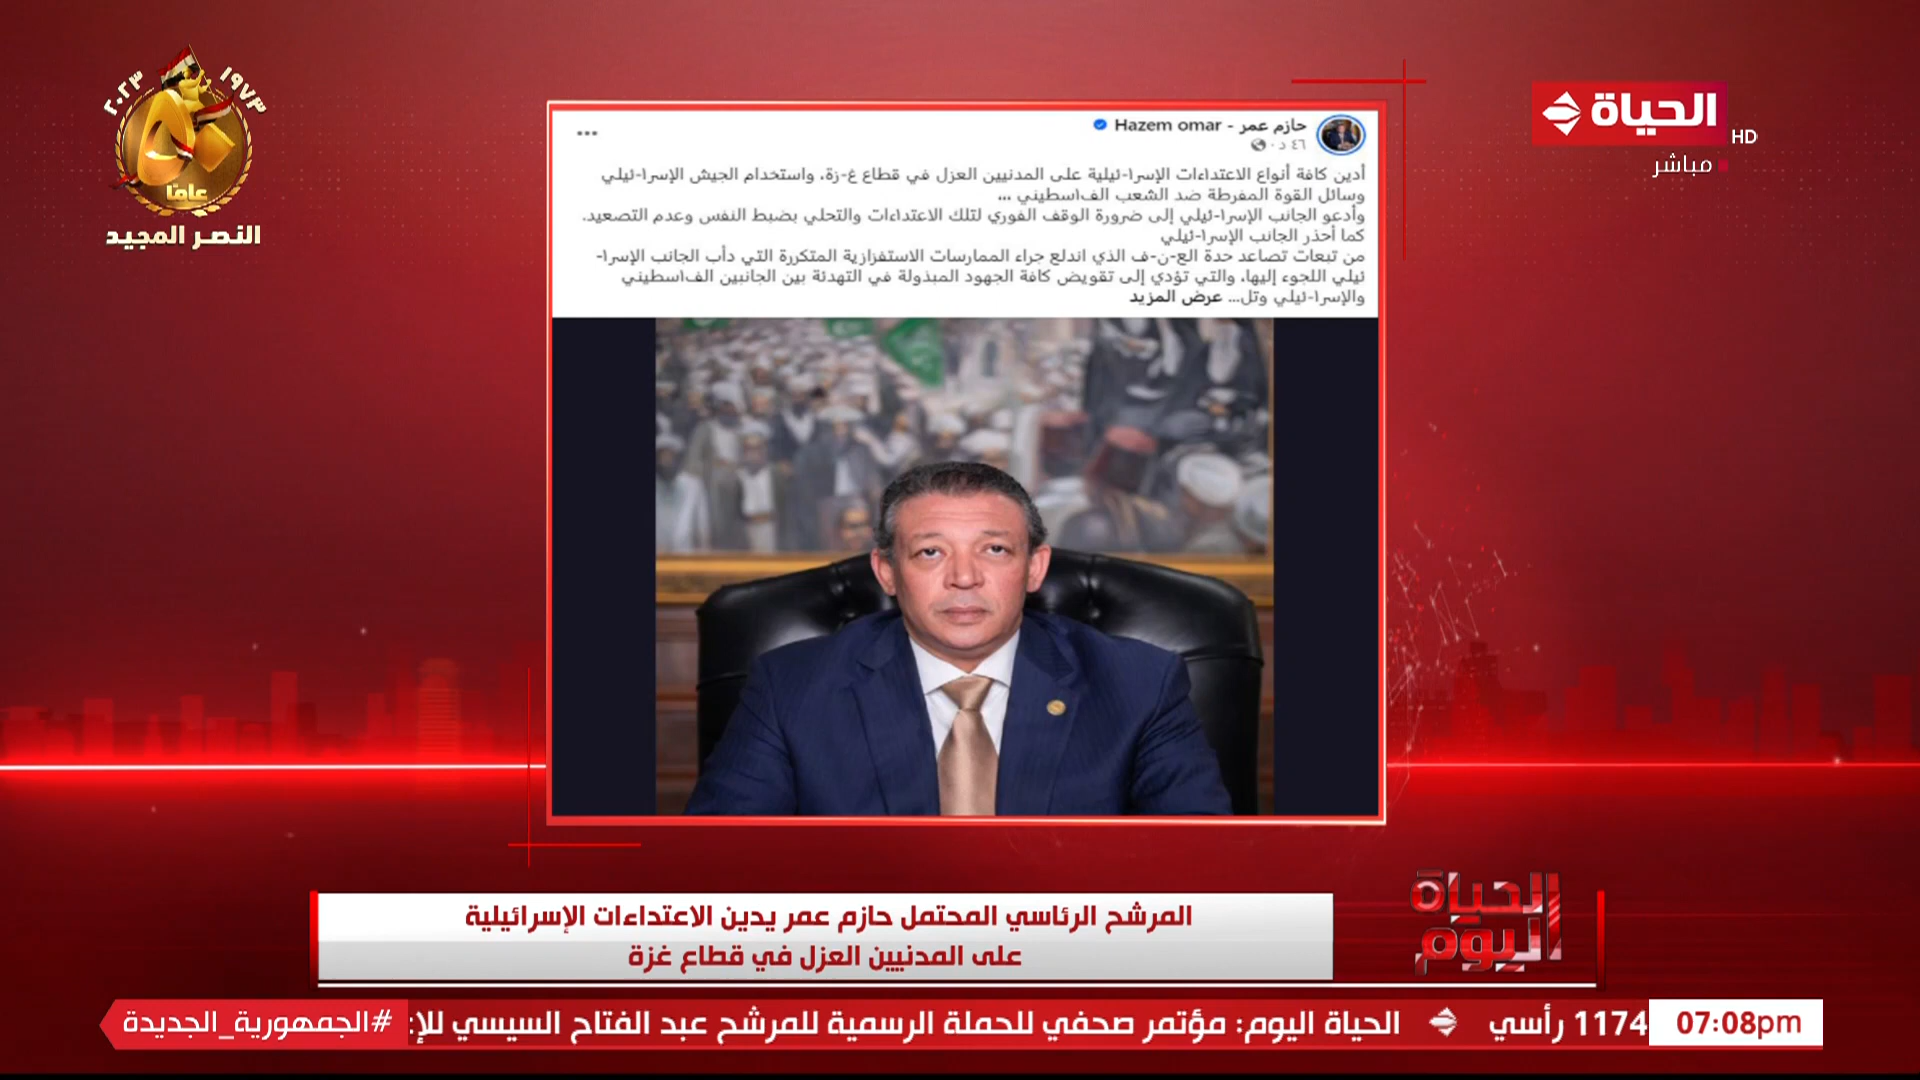 ١٩٧٣
٢٠٢٣
٥٠
عامًا
النصر المجيد
الحياة
HD
مباشر
حازم عمر - Hazem omar
٤٦ د
أدين كافة أنواع الاعتداءات الإسرا-ئيلية على المدنيين العزل في قطاع غ-زة، واستخدام الجيش الإسرا-ئيلي
وسائل القوة المفرطة ضد الشعب الف١سطيني ...
وأدعو الجانب الإسرا-ئيلي إلى ضرورة الوقف الفوري لتلك الاعتداءات والتحلي بضبط النفس وعدم التصعيد.
كما أحذر الجانب الإسرا-ئيلي
من تبعات تصاعد حدة الع-ن-ف الذي اندلع جراء الممارسات الاستفزازية المتكررة التي دأب الجانب الإسرا-
ئيلي اللجوء إليها، والتي تؤدي إلى تقويض كافة الجهود المبذولة في التهدئة بين الجانبين الف١سطيني
والإسرا-ئيلي وتل... عرض المزيد
المرشح الرئاسي المحتمل حازم عمر يدين الاعتداءات الإسرائيلية
على المدنيين العزل في قطاع غزة
الحياة
اليوم
07:08pm
1174 رأسي
الحياة اليوم: مؤتمر صحفي للحملة الرسمية للمرشح عبد الفتاح السيسي للإ
#الجمهورية_الجديدة